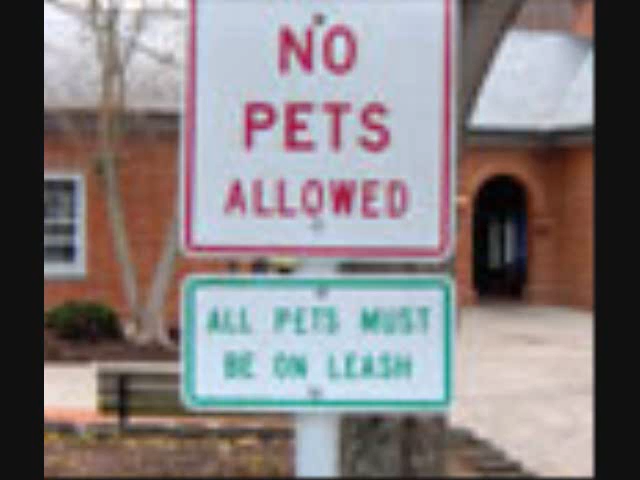 NO
PETS
ALLOWED
ALL PETS MUST
BE ON LEASH